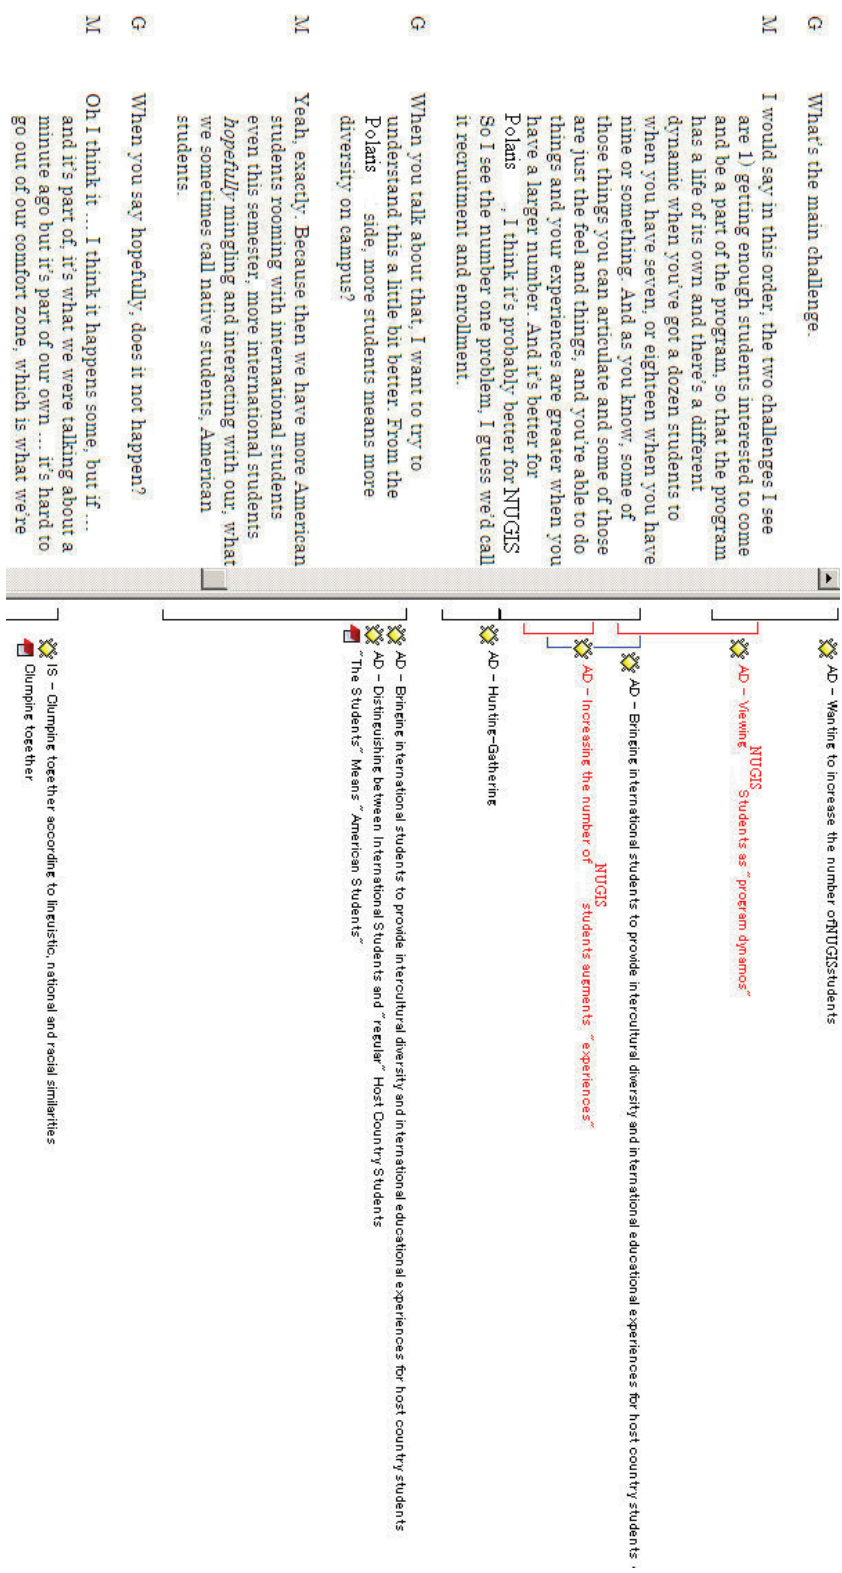 G What's the main challenge.
M I would say in this order, the two challenges I see
are 1) getting enough students interested to come
and be a part of the program, so that the program
has a life of its own and there's a different
dynamic when you've got a dozen students to
when you have seven, or eighteen when you have
nine or something. And as you know, some of
those things you can articulate and some of those
are just the feel and things, and you're able to do
things and your experiences are greater when you
have a larger number. And it's better for
Polaris , I think it's probably better for NUGIS
So I see the number one problem, I guess we'd call
it recruitment and enrollment.
G When you talk about that, I want to try to
understand this a little bit better. From the
Polaris side, more students means more
diversity on campus?
M Yeah, exactly. Because then we have more American
students rooming with international students
even this semester, more international students
hopefully mingling and interacting with our, what
we sometimes call native students, American
students.
G When you say hopefully, does it not happen?
M Oh I think it ... I think it happens some, but if ...
and it's part of, it's what we were talking about a
minute ago but it's part of our own ... it's hard to
go out of our comfort zone, which is what we're
AD - Wanting to increase the number of NUGIS students
AD - Viewing NUGIS Students as "program dynamos"
AD - Bringing international students to provide intercultural diversity and international educational experiences for host country students
AD - Increasing the number of NUGIS students augments "experiences"
AD - Hunting-Gathering
AD - Bringing international students to provide intercultural diversity and international educational experiences for host country students
AD - Distinguishing between International Students and "regular" Host Country Students
"The Students" Means "American Students"
IS - Clumping together according to linguistic, national and racial similarities
Clumping together